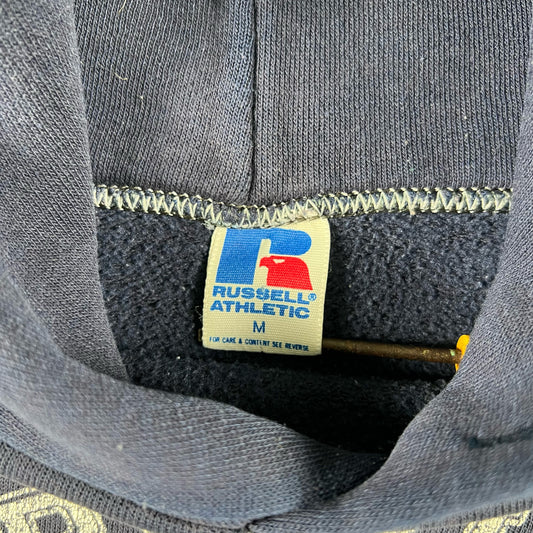 R
RUSSELL®
ATHLETIC
M
FOR CARE & CONTENT SEE REVERSE